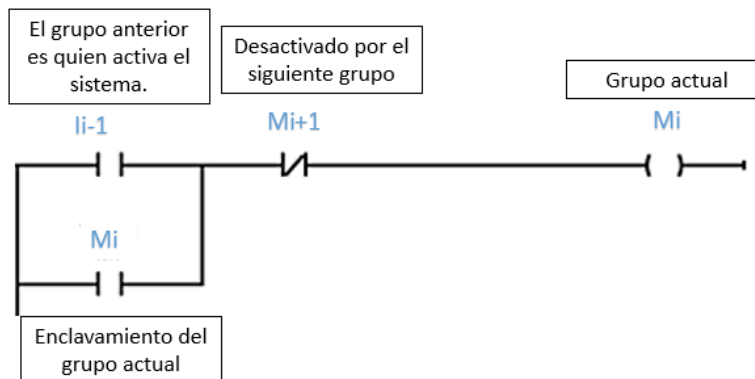 El grupo anterior
es quien activa el
sistema.
Desactivado por el
siguiente grupo
Grupo actual
Ii-1
Mi+1
Mi
Mi
Enclavamiento del
grupo actual